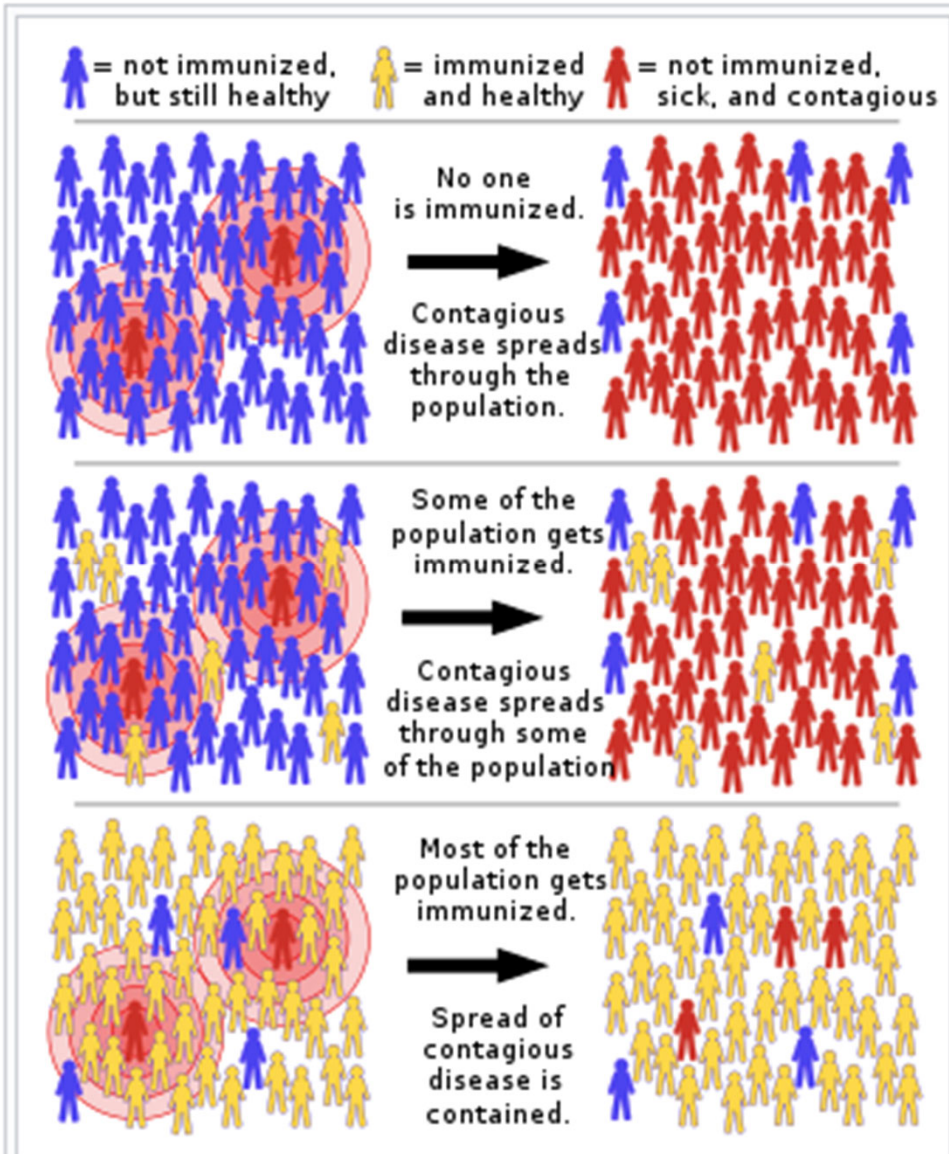 = not immunized, but still healthy
= immunized and healthy
= not immunized, sick, and contagious
No one
is immunized.
Contagious
disease spreads
through the
population.
Some of the
population gets
immunized.
Contagious
disease spreads
through some
of the population
Most of the
population gets
immunized.
Spread of
contagious
disease is
contained.